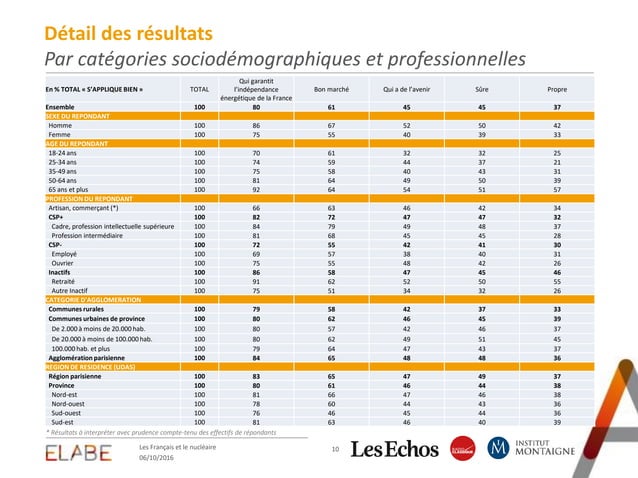 Détail des résultats
Par catégories sociodémographiques et professionnelles
En % TOTAL « S'APPLIQUE BIEN » TOTAL Qui garantit l'indépendance énergétique de la France Bon marché Qui a de l'avenir Sûre Propre
Ensemble 100 80 61 45 45 37
SEXE DU REPONDANT
Homme 100 86 67 52 50 42
Femme 100 75 55 40 39 33
AGE DU REPONDANT
18-24 ans 100 70 61 32 32 25
25-34 ans 100 74 59 44 37 21
35-49 ans 100 75 58 40 43 31
50-64 ans 100 81 64 49 50 39
65 ans et plus 100 92 64 54 51 57
PROFESSION DU REPONDANT
Artisan, commerçant (*) 100 66 63 46 42 34
CSP+ 100 82 72 47 47 32
Cadre, profession intellectuelle supérieure 100 84 79 49 48 37
Profession intermédiaire 100 81 68 45 45 28
CSP- 100 72 55 42 41 30
Employé 100 69 57 38 40 31
Ouvrier 100 75 55 48 42 26
Inactifs 100 86 58 47 45 46
Retraité 100 91 62 52 50 55
Autre Inactif 100 75 51 34 32 26
CATEGORIE D'AGGLOMERATION
Communes rurales 100 79 58 42 37 33
Communes urbaines de province 100 80 62 46 45 39
De 2.000 à moins de 20.000 hab. 100 80 57 42 46 37
De 20.000 à moins de 100.000 hab. 100 80 62 49 51 45
100.000 hab. et plus 100 79 64 47 43 37
Agglomération parisienne 100 84 65 48 48 36
REGION DE RESIDENCE (UDA5)
Région parisienne 100 83 65 47 49 37
Province 100 80 61 46 44 38
Nord-est 100 81 66 47 46 38
Nord-ouest 100 78 60 44 43 36
Sud-ouest 100 76 46 45 44 36
Sud-est 100 81 63 46 40 39
* Résultats à interpréter avec prudence compte-tenu des effectifs de répondants
ELABE
Les Français et le nucléaire
06/10/2016
10
Les Echos
RADIO CLASSIQUE
M
INSTITUT
MONTAIGNE